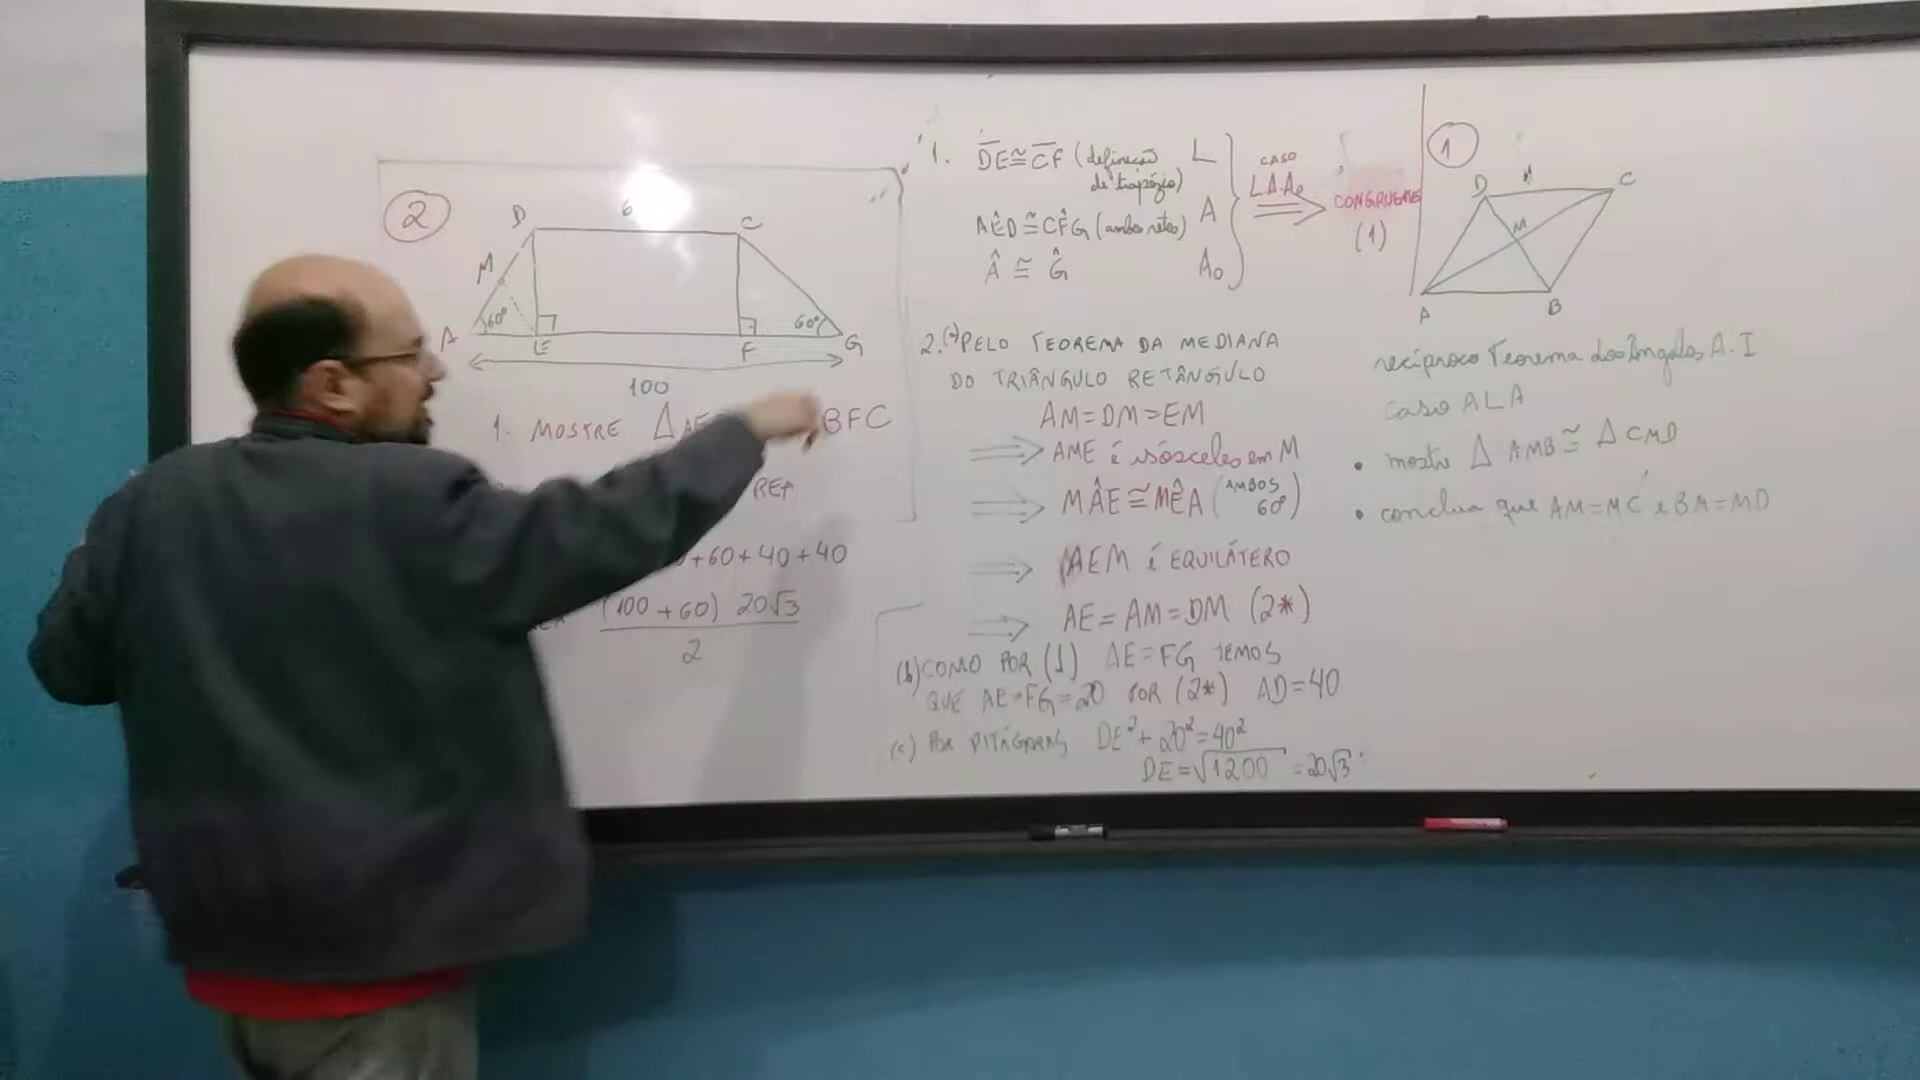 2
D
6
C
M
60°
60°
A
E
F
G
100
1. MOSTRE Δ AE BFC
+60+40+40
(100+60) 20√3
2
1. DE ≅ CF (definição de trapézio) L
AÊD ≅ CF̂G (ambos retos) A
Â ≅ Ĝ Ao
CASO
L.A.Ao
⟹
CONGRUENTES
(1)
2.(a) PELO TEOREMA DA MEDIANA
DO TRIÂNGULO RETÂNGULO
AM = DM = EM
⟹ AME é isósceles em M
⟹ MÂE ≅ MÊA (AMBOS 60°)
⟹ AEM É EQUILÁTERO
⟹ AE = AM = DM (2*)
(b) COMO POR (1) AE = FG TEMOS
QUE AE = FG = 20 POR (2*) AD = 40
(c) POR PITÁGORAS DE² + 20² = 40²
DE = √1200 = 20√3
1
D
C
M
A
B
recíproco Teorema dos Ângulos A.I
caso ALA
• mostre Δ AMB ≅ Δ CMD
• conclua que AM = MC e BM = MD